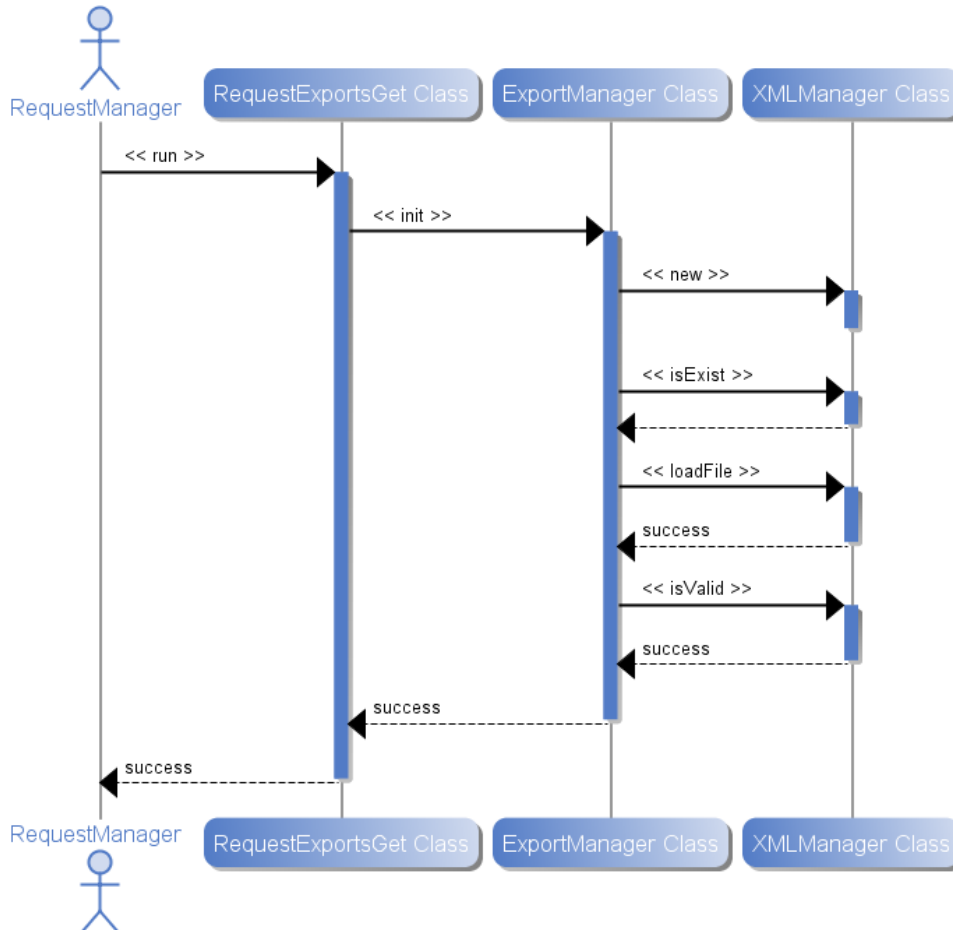 RequestManager
RequestExportsGet Class
ExportManager Class
XMLManager Class
<< run >>
<< init >>
<< new >>
<< isExist >>
<< loadFile >>
success
<< isValid >>
success
success
success
RequestManager
RequestExportsGet Class
ExportManager Class
XMLManager Class